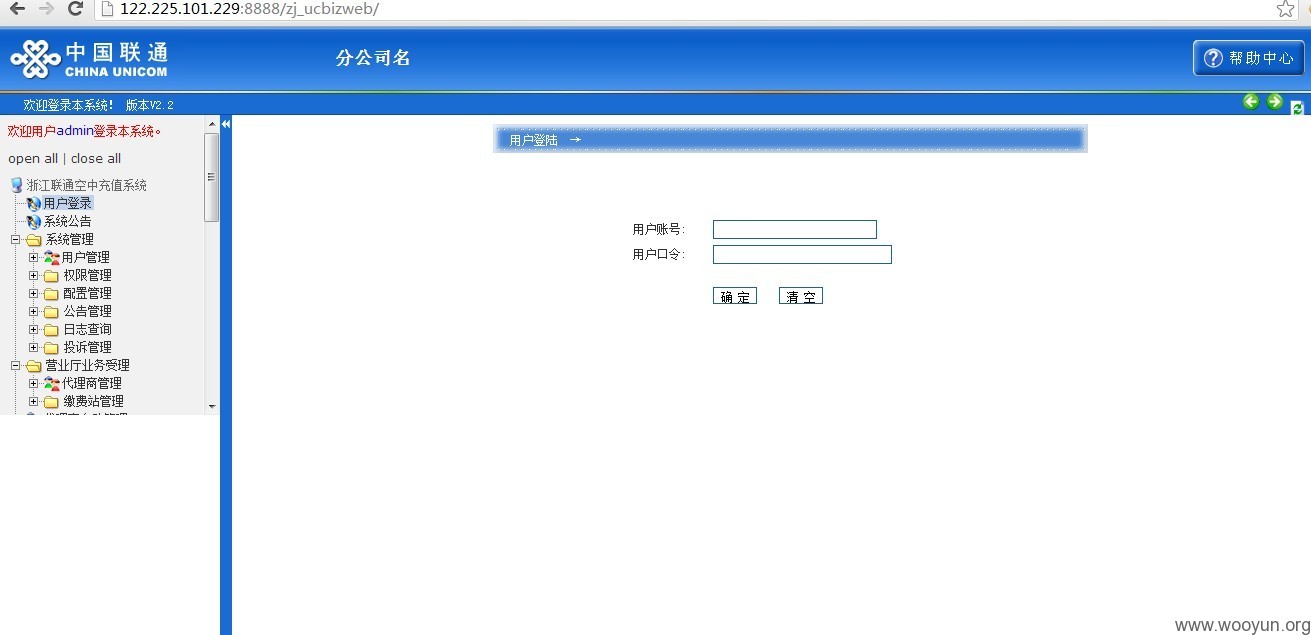 122.225.101.229:8888/zj_ucbizweb/
中国联通
CHINA UNICOM
分公司名
帮助中心
欢迎登录本系统! 版本V2.2
欢迎用户admin登录本系统。
open all | close all
浙江联通空中充值系统
用户登录
系统公告
系统管理
用户管理
权限管理
配置管理
公告管理
日志查询
投诉管理
营业厅业务受理
代理商管理
缴费站管理
用户登陆 →
用户账号:
用户口令:
确 定
清 空
www.wooyun.org